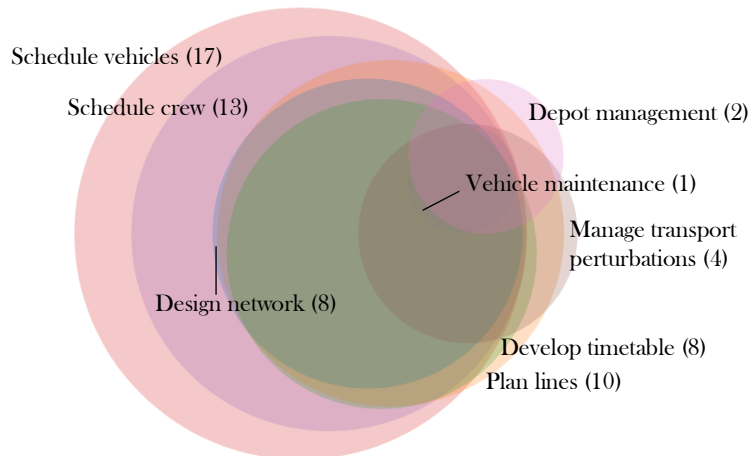 Schedule vehicles (17)
Schedule crew (13)
Depot management (2)
Vehicle maintenance (1)
Manage transport
perturbations (4)
Design network (8)
Develop timetable (8)
Plan lines (10)